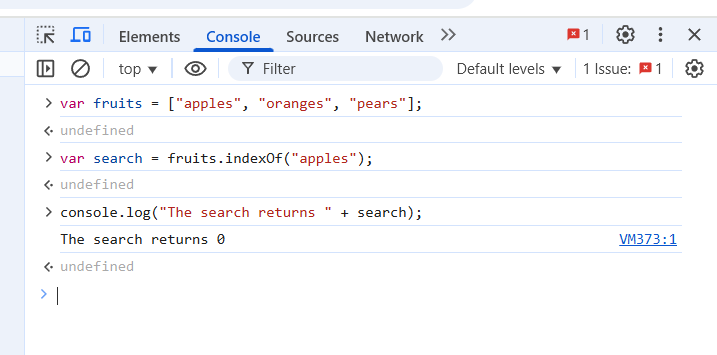 Elements Console Sources Network 1
top Filter Default levels 1 Issue: 1
var fruits = ["apples", "oranges", "pears"];
undefined
var search = fruits.indexOf("apples");
undefined
console.log("The search returns " + search);
The search returns 0 VM373:1
undefined